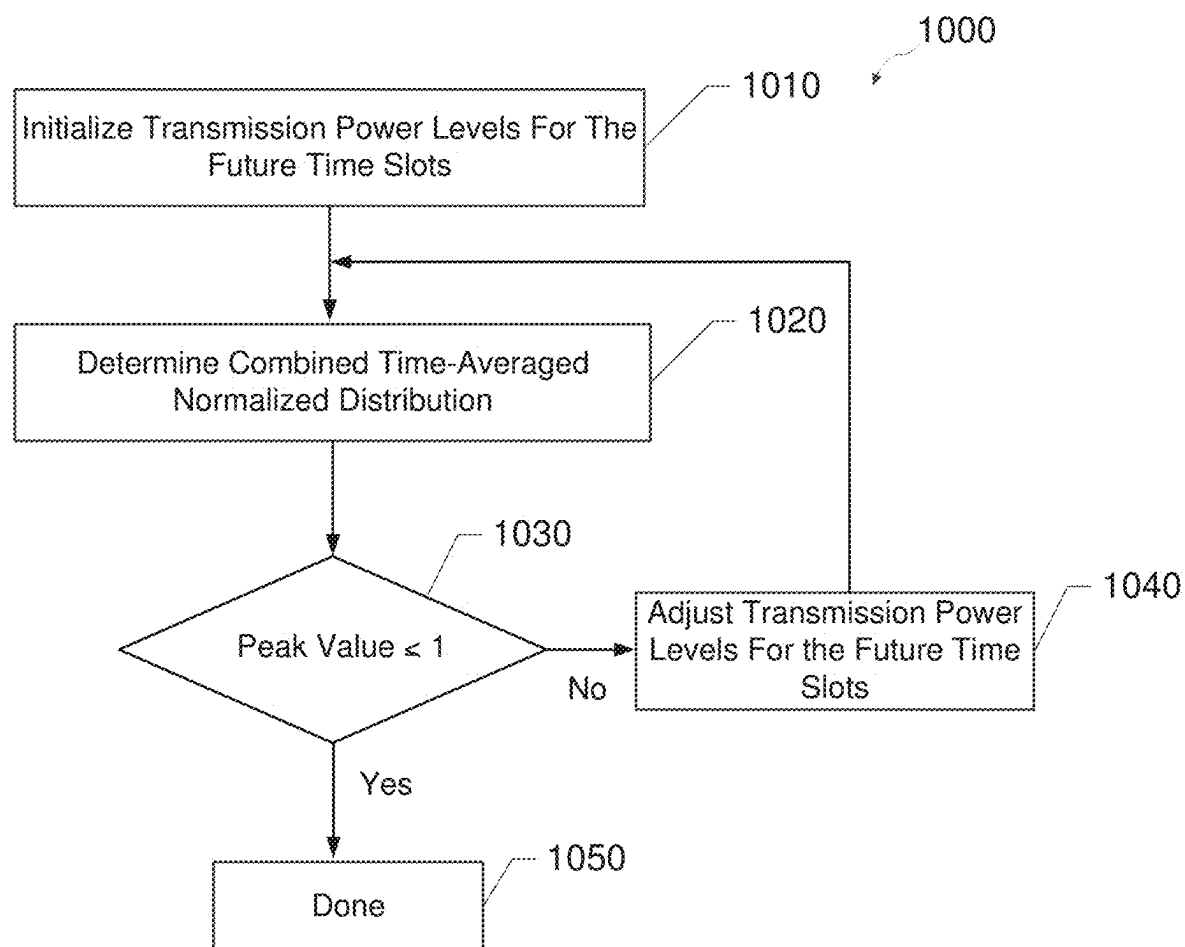 1000
1010
Initialize Transmission Power Levels For The
Future Time Slots
1020
Determine Combined Time-Averaged
Normalized Distribution
1030
Peak Value ≤ 1
No
1040
Adjust Transmission Power
Levels For the Future Time
Slots
Yes
1050
Done